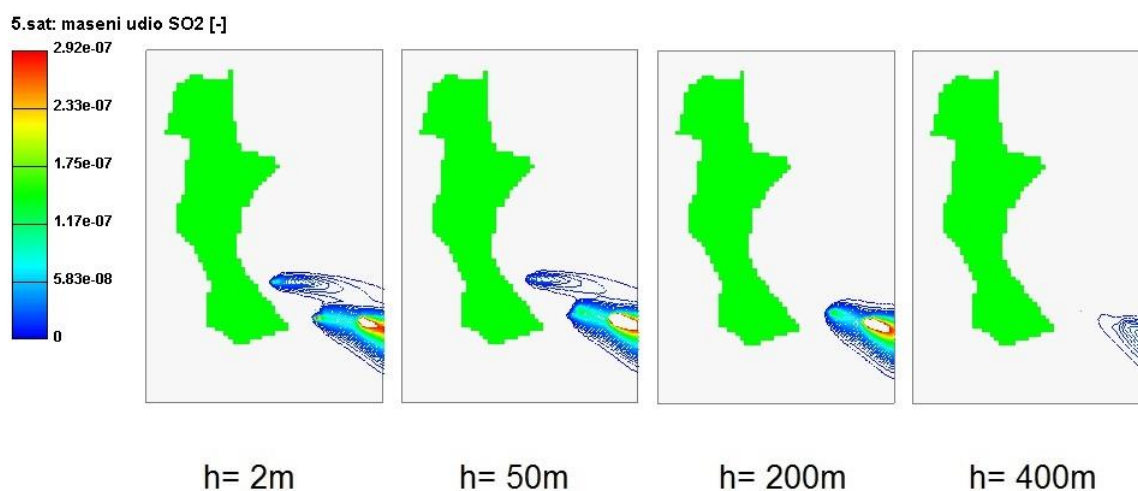 5.sat: maseni udio SO2 [-]
2.92e-07
2.33e-07
1.75e-07
1.17e-07
5.83e-08
0
h= 2m
h= 50m
h= 200m
h= 400m